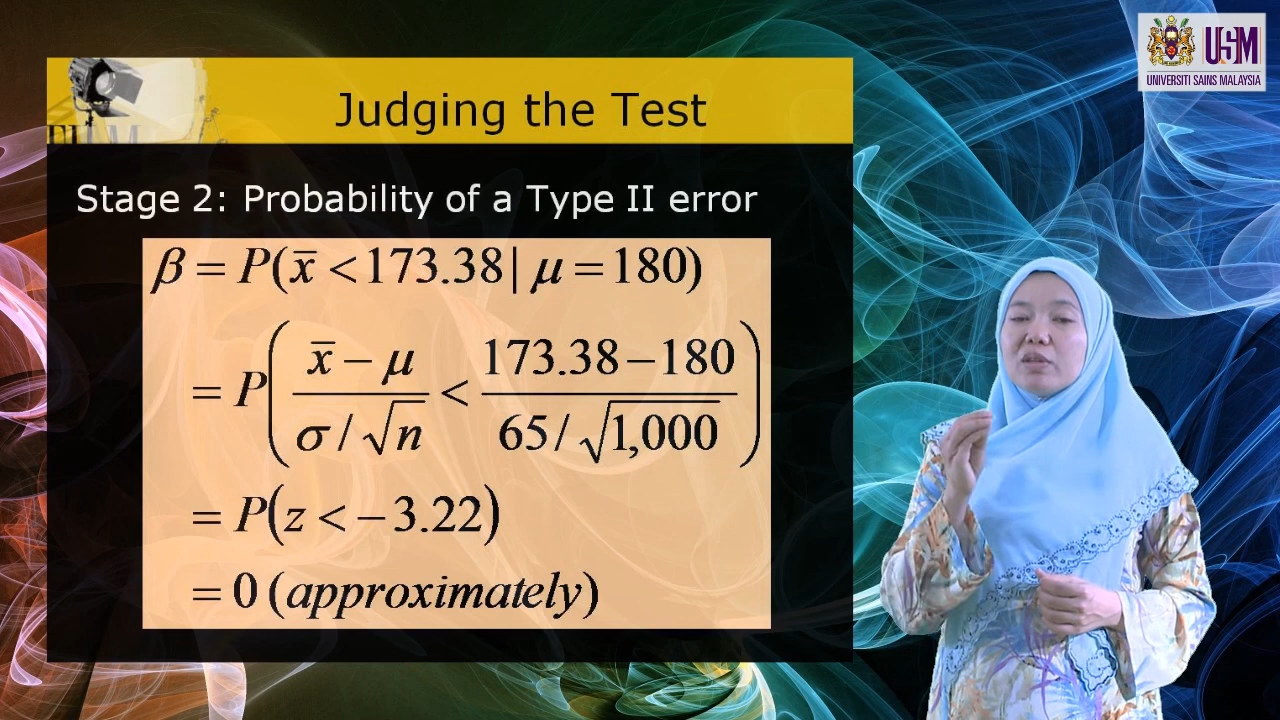 USM
UNIVERSITI SAINS MALAYSIA
Judging the Test
Stage 2: Probability of a Type II error
β = P(x̄ < 173.38 | μ = 180)
= P( (x̄ − μ) / (σ / √n) < (173.38 − 180) / (65 / √1,000) )
= P(z < − 3.22)
= 0 (approximately)